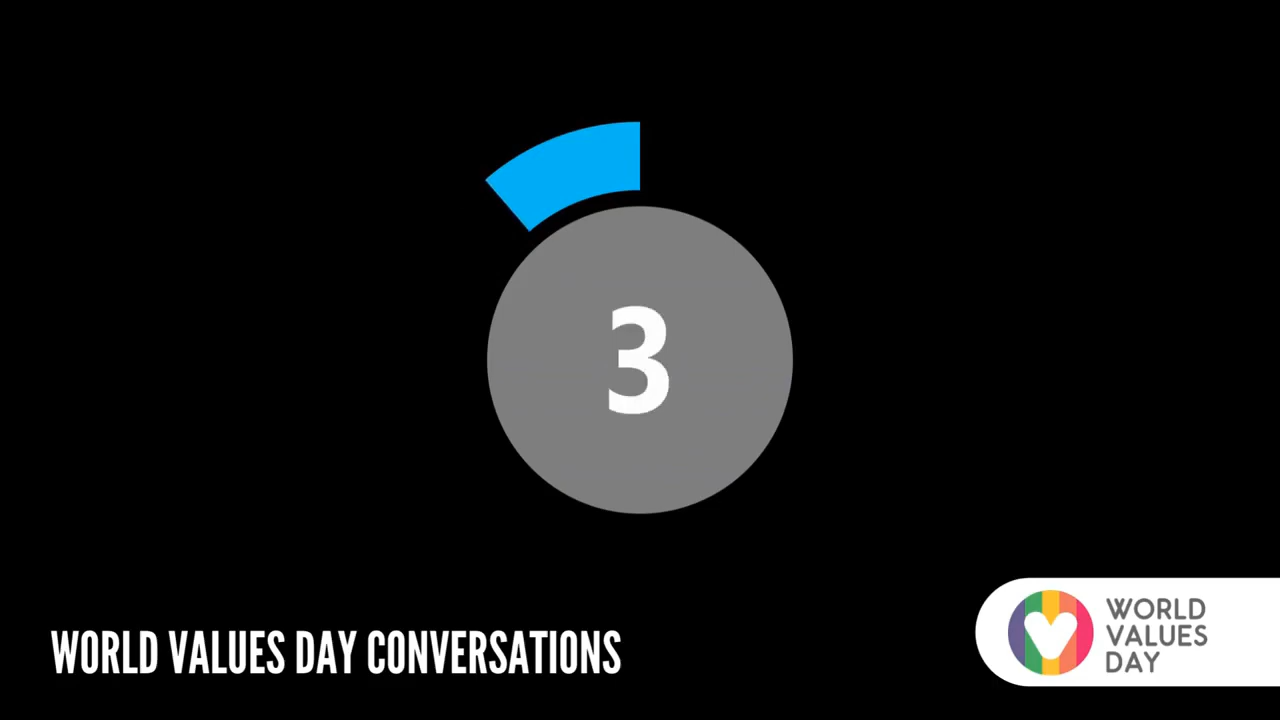 3
WORLD VALUES DAY CONVERSATIONS
WORLD
VALUES
DAY